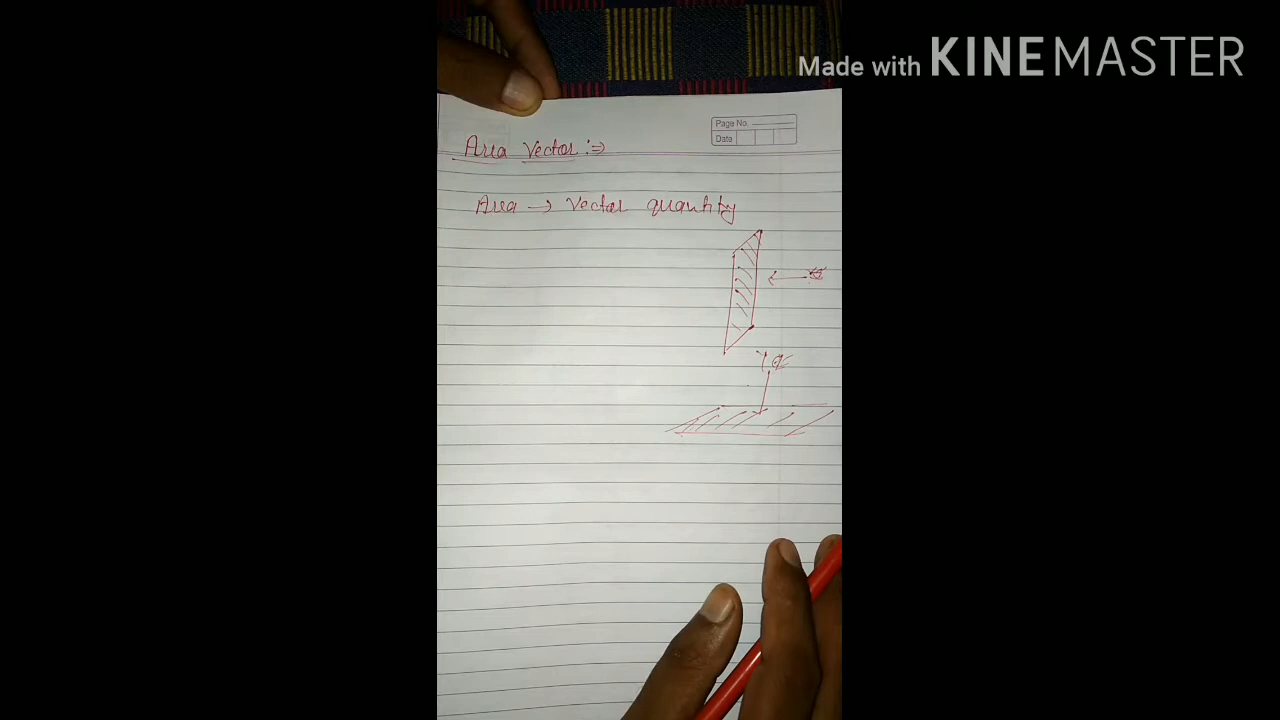 Made with KINEMASTER
Page No.
Date
Area Vector :⇒
Area → Vector quantity